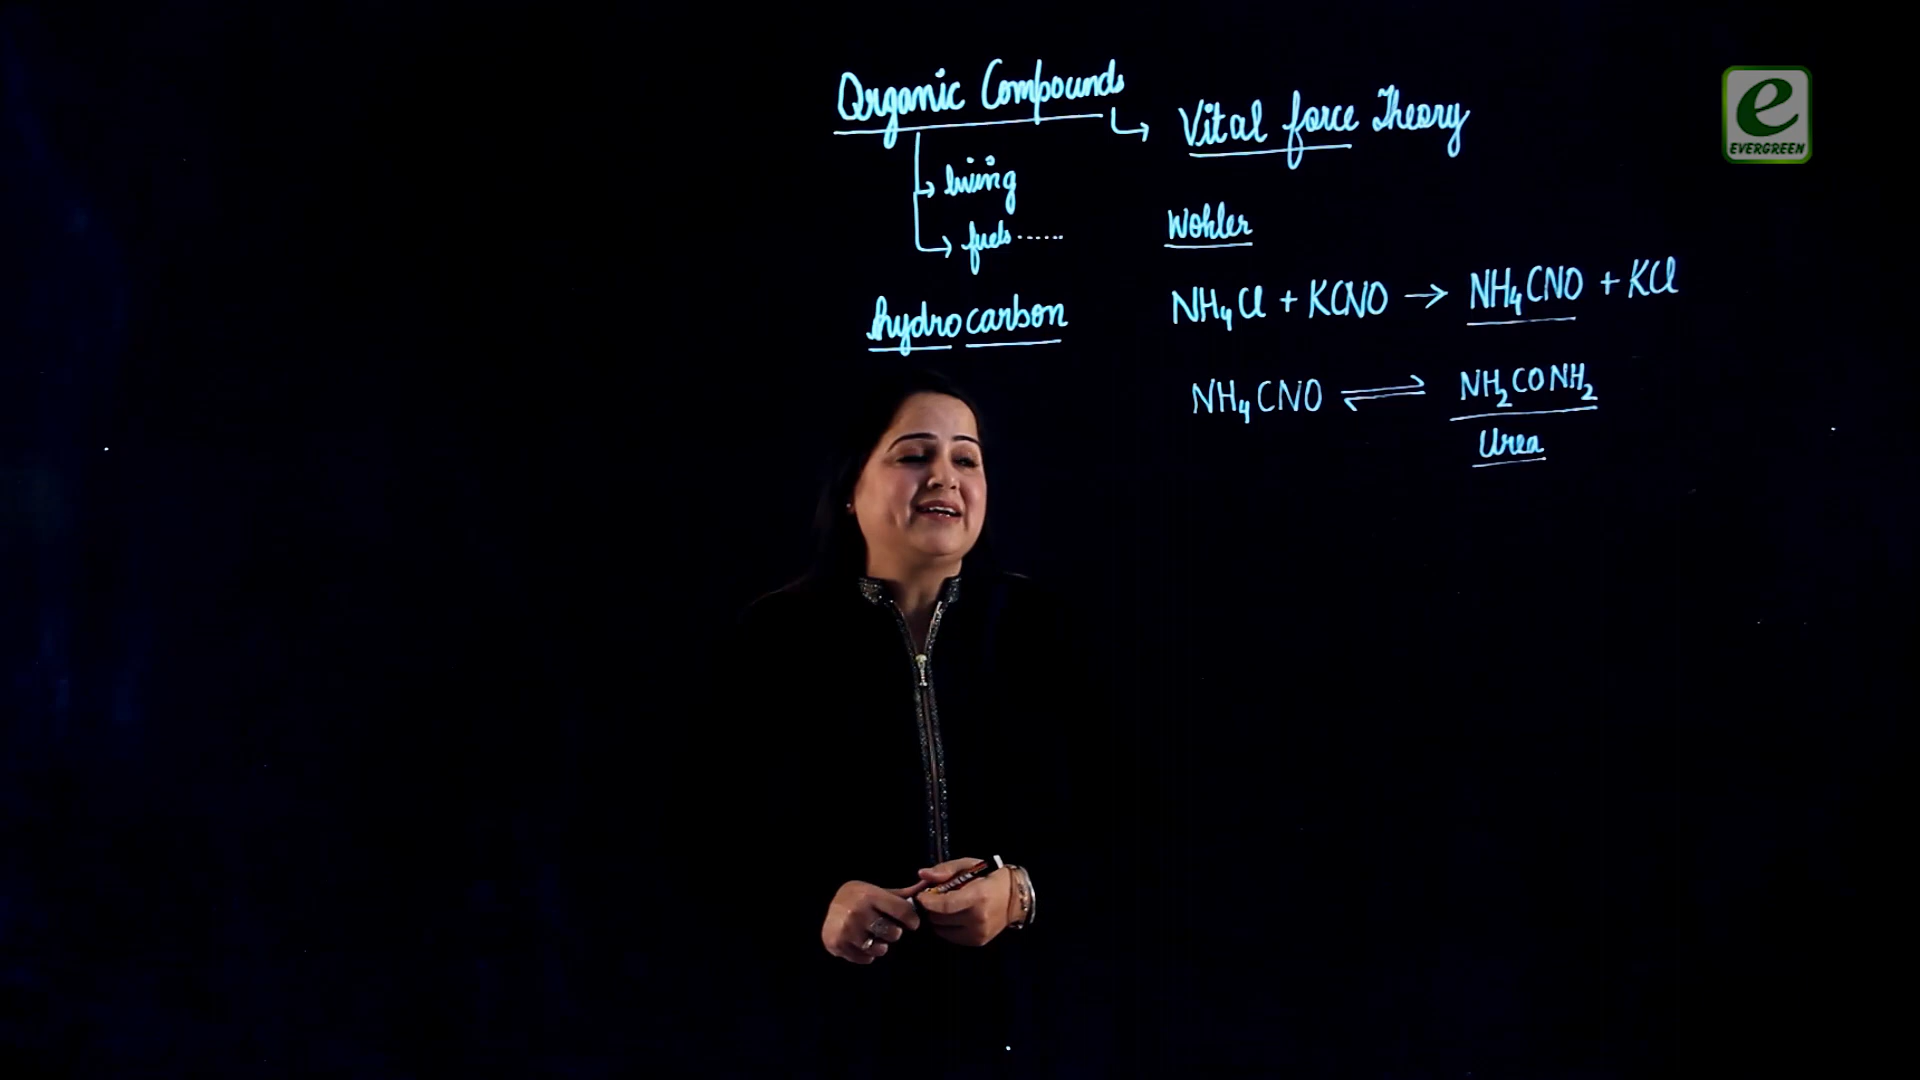 Organic Compounds
Vital force Theory
living
fuels ......
hydrocarbon
Wohler
NH₄Cl + KCNO → NH₄CNO + KCl
NH₄CNO ⇌ NH₂CONH₂
Urea
e
EVERGREEN